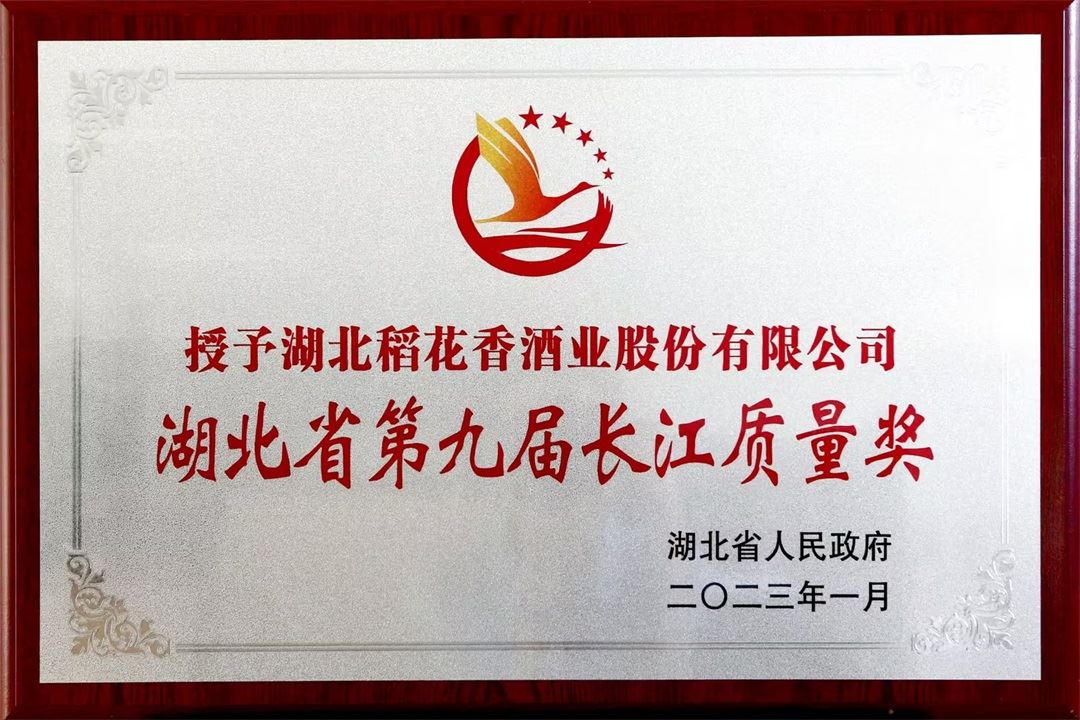 授予湖北稻花香酒业股份有限公司
湖北省第九届长江质量奖
湖北省人民政府
二〇二三年一月